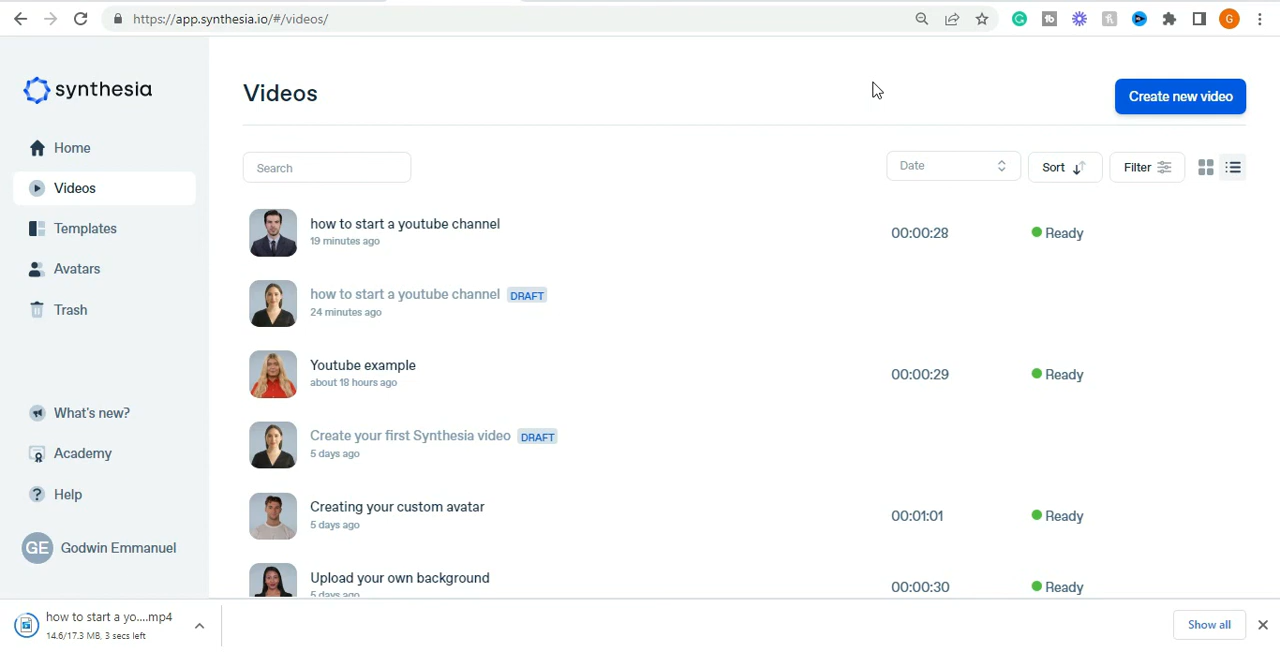 https://app.synthesia.io/#/videos/
G
synthesia
Home
Videos
Templates
Avatars
Trash
What's new?
Academy
Help
GE Godwin Emmanuel
Videos
Create new video
Search
Date
Sort
Filter
how to start a youtube channel
19 minutes ago
00:00:28
Ready
how to start a youtube channel DRAFT
24 minutes ago
Youtube example
about 18 hours ago
00:00:29
Ready
Create your first Synthesia video DRAFT
5 days ago
Creating your custom avatar
5 days ago
00:01:01
Ready
Upload your own background
5 days ago
00:00:30
Ready
how to start a yo....mp4
14.6/17.3 MB, 3 secs left
Show all